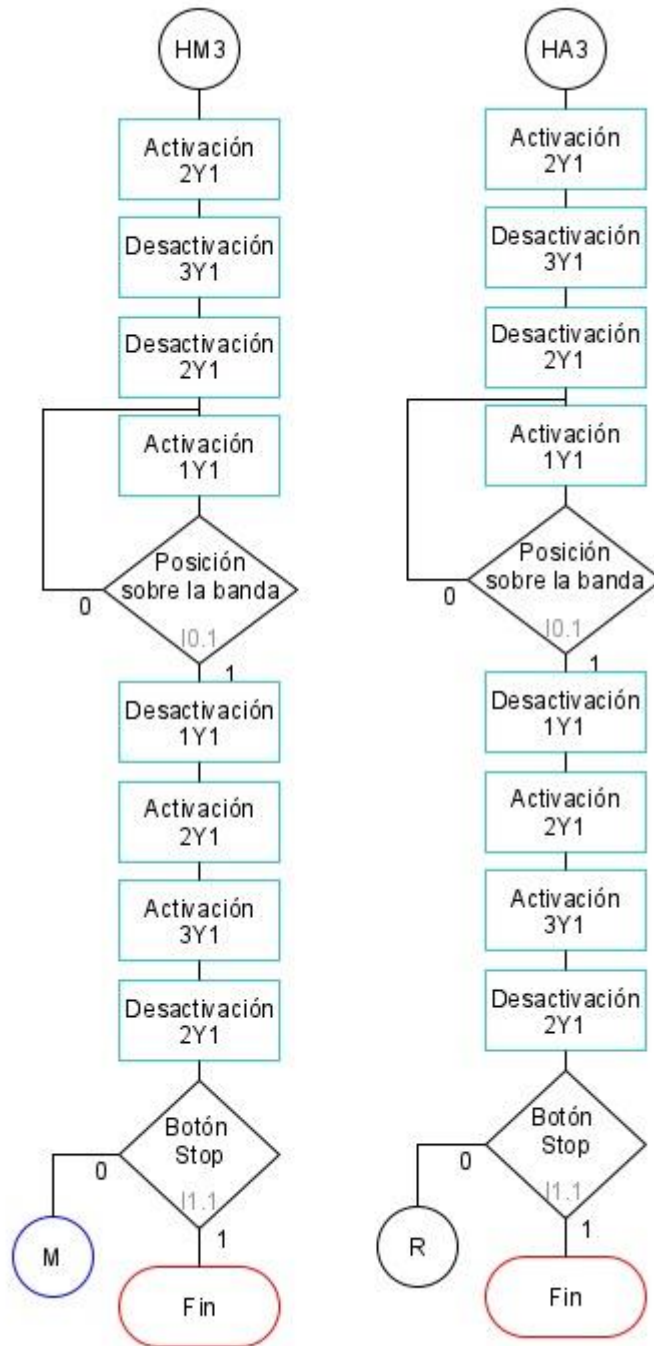 HM3
Activación
2Y1
Desactivación
3Y1
Desactivación
2Y1
Activación
1Y1
Posición
sobre la banda
0
I0.1
1
Desactivación
1Y1
Activación
2Y1
Activación
3Y1
Desactivación
2Y1
Botón
Stop
0
I1.1
1
M
Fin
HA3
Activación
2Y1
Desactivación
3Y1
Desactivación
2Y1
Activación
1Y1
Posición
sobre la banda
0
I0.1
1
Desactivación
1Y1
Activación
2Y1
Activación
3Y1
Desactivación
2Y1
Botón
Stop
0
I1.1
1
R
Fin